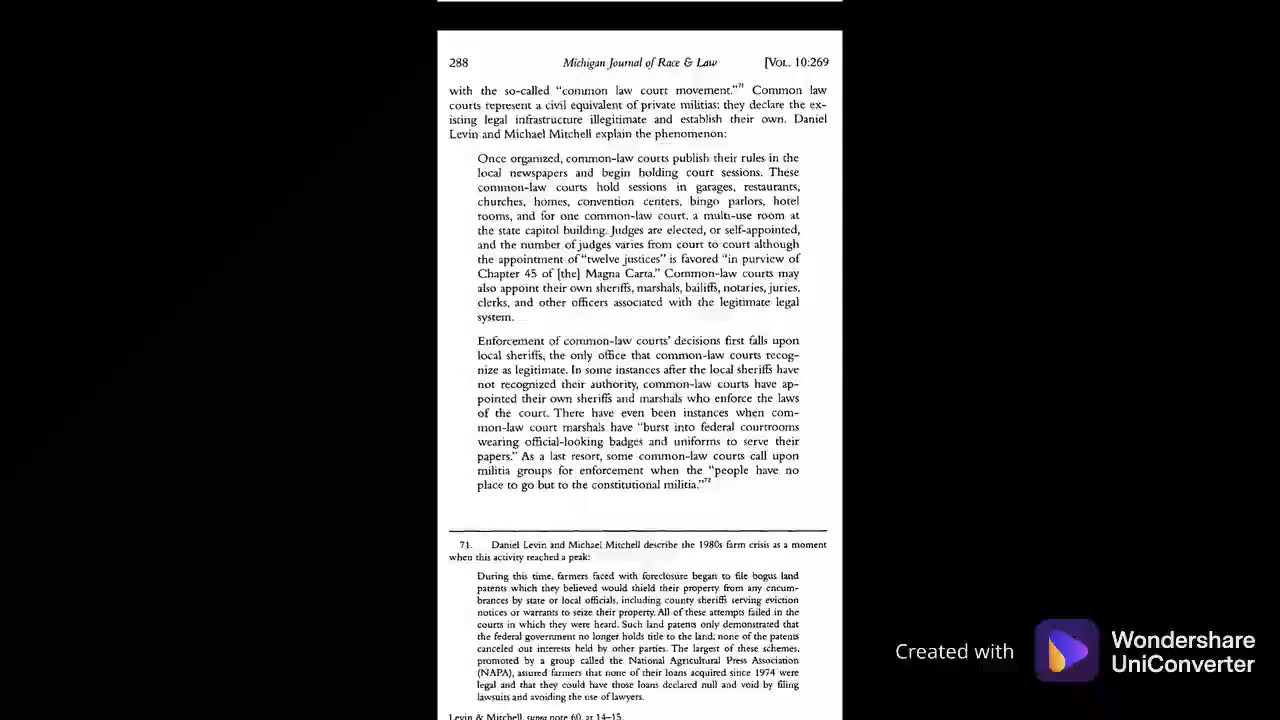 288 Michigan Journal of Race & Law [VOL. 10:269
with the so-called “common law court movement.”71 Common law
courts represent a civil equivalent of private militias; they declare the ex-
isting legal infrastructure illegitimate and establish their own. Daniel
Levin and Michael Mitchell explain the phenomenon:
Once organized, common-law courts publish their rules in the
local newspapers and begin holding court sessions. These
common-law courts hold sessions in garages, restaurants,
churches, homes, convention centers, bingo parlors, hotel
rooms, and for one common-law court, a multi-use room at
the state capitol building. Judges are elected, or self-appointed,
and the number of judges varies from court to court although
the appointment of “twelve justices” is favored “in purview of
Chapter 45 of [the] Magna Carta.” Common-law courts may
also appoint their own sheriffs, marshals, bailiffs, notaries, juries,
clerks, and other officers associated with the legitimate legal
system.
Enforcement of common-law courts’ decisions first falls upon
local sheriffs, the only office that common-law courts recog-
nize as legitimate. In some instances after the local sheriffs have
not recognized their authority, common-law courts have ap-
pointed their own sheriffs and marshals who enforce the laws
of the court. There have even been instances when com-
mon-law court marshals have “burst into federal courtrooms
wearing official-looking badges and uniforms to serve their
papers.” As a last resort, some common-law courts call upon
militia groups for enforcement when the “people have no
place to go but to the constitutional militia.”72
71. Daniel Levin and Michael Mitchell describe the 1980s farm crisis as a moment
when this activity reached a peak:
During this time, farmers faced with foreclosure began to file bogus land
patents which they believed would shield their property from any encum-
brances by state or local officials, including county sheriffs serving eviction
notices or warrants to seize their property. All of these attempts failed in the
courts in which they were heard. Such land patents only demonstrated that
the federal government no longer holds title to the land; none of the patents
canceled out interests held by other parties. The largest of these schemes,
promoted by a group called the National Agricultural Press Association
(NAPA), assured farmers that none of their loans acquired since 1974 were
legal and that they could have those loans declared null and void by filing
lawsuits and avoiding the use of lawyers.
Levin & Mitchell, supra note 60, at 14–15.
Created with Wondershare
UniConverter